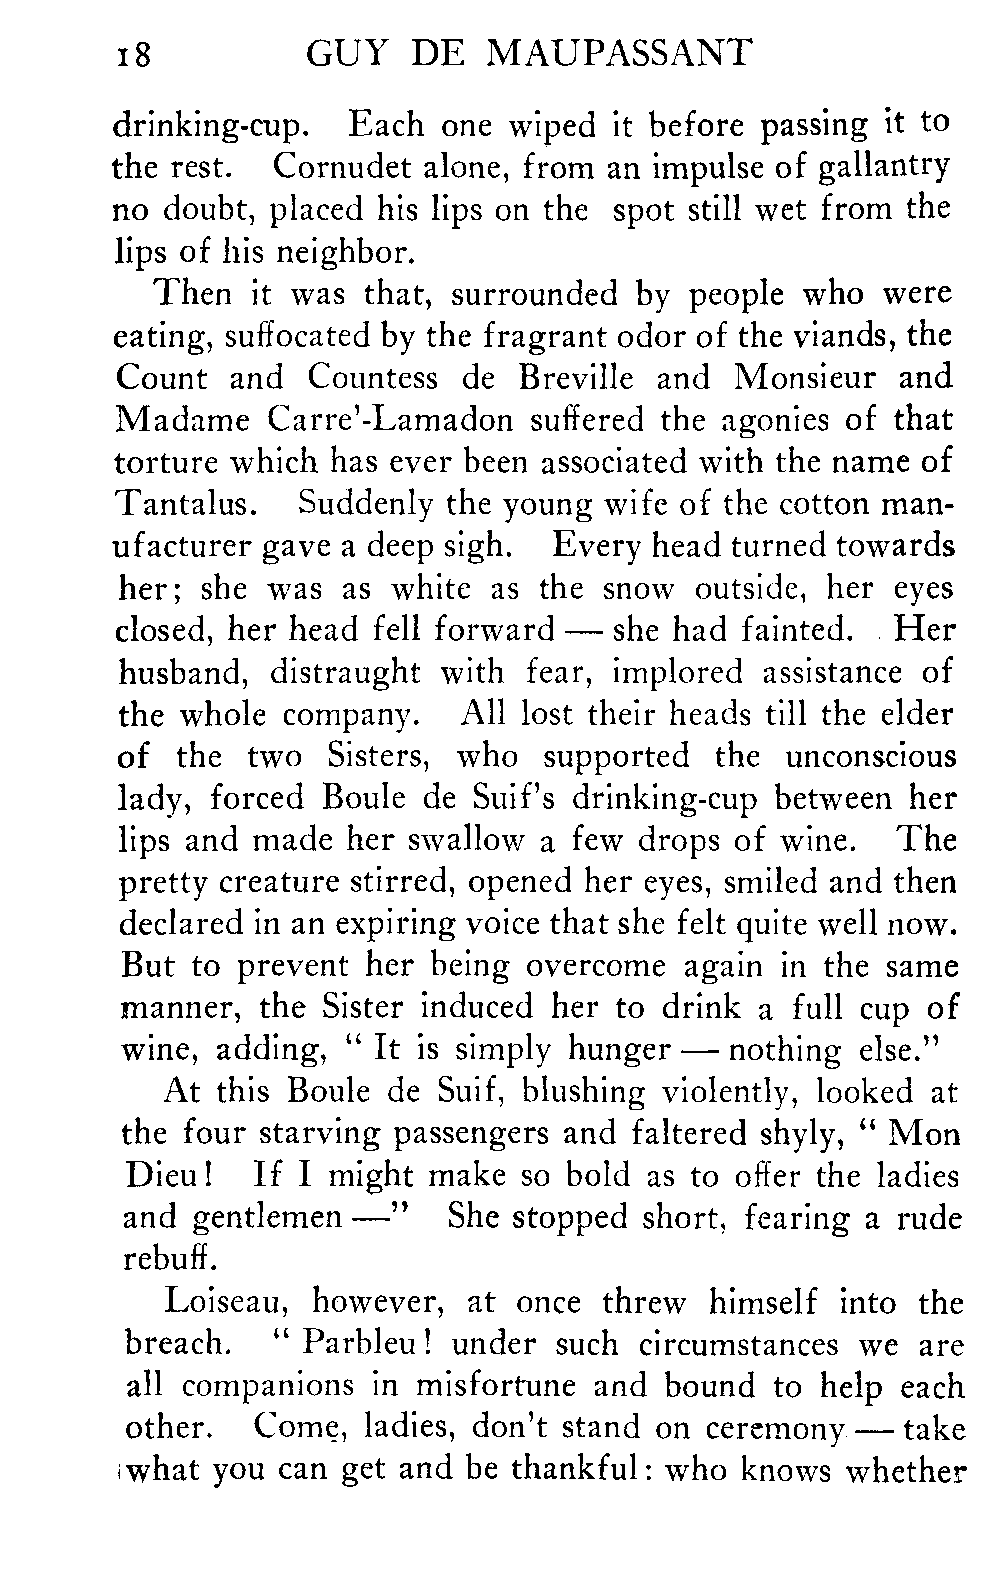 18 GUY DE MAUPASSANT
drinking-cup. Each one wiped it before passing it to
the rest. Cornudet alone, from an impulse of gallantry
no doubt, placed his lips on the spot still wet from the
lips of his neighbor.
Then it was that, surrounded by people who were
eating, suffocated by the fragrant odor of the viands, the
Count and Countess de Breville and Monsieur and
Madame Carre'-Lamadon suffered the agonies of that
torture which has ever been associated with the name of
Tantalus. Suddenly the young wife of the cotton man-
ufacturer gave a deep sigh. Every head turned towards
her; she was as white as the snow outside, her eyes
closed, her head fell forward — she had fainted. Her
husband, distraught with fear, implored assistance of
the whole company. All lost their heads till the elder
of the two Sisters, who supported the unconscious
lady, forced Boule de Suif's drinking-cup between her
lips and made her swallow a few drops of wine. The
pretty creature stirred, opened her eyes, smiled and then
declared in an expiring voice that she felt quite well now.
But to prevent her being overcome again in the same
manner, the Sister induced her to drink a full cup of
wine, adding, “ It is simply hunger — nothing else.”
At this Boule de Suif, blushing violently, looked at
the four starving passengers and faltered shyly, “ Mon
Dieu! If I might make so bold as to offer the ladies
and gentlemen —” She stopped short, fearing a rude
rebuff.
Loiseau, however, at once threw himself into the
breach. “ Parbleu! under such circumstances we are
all companions in misfortune and bound to help each
other. Come, ladies, don't stand on ceremony — take
what you can get and be thankful: who knows whether